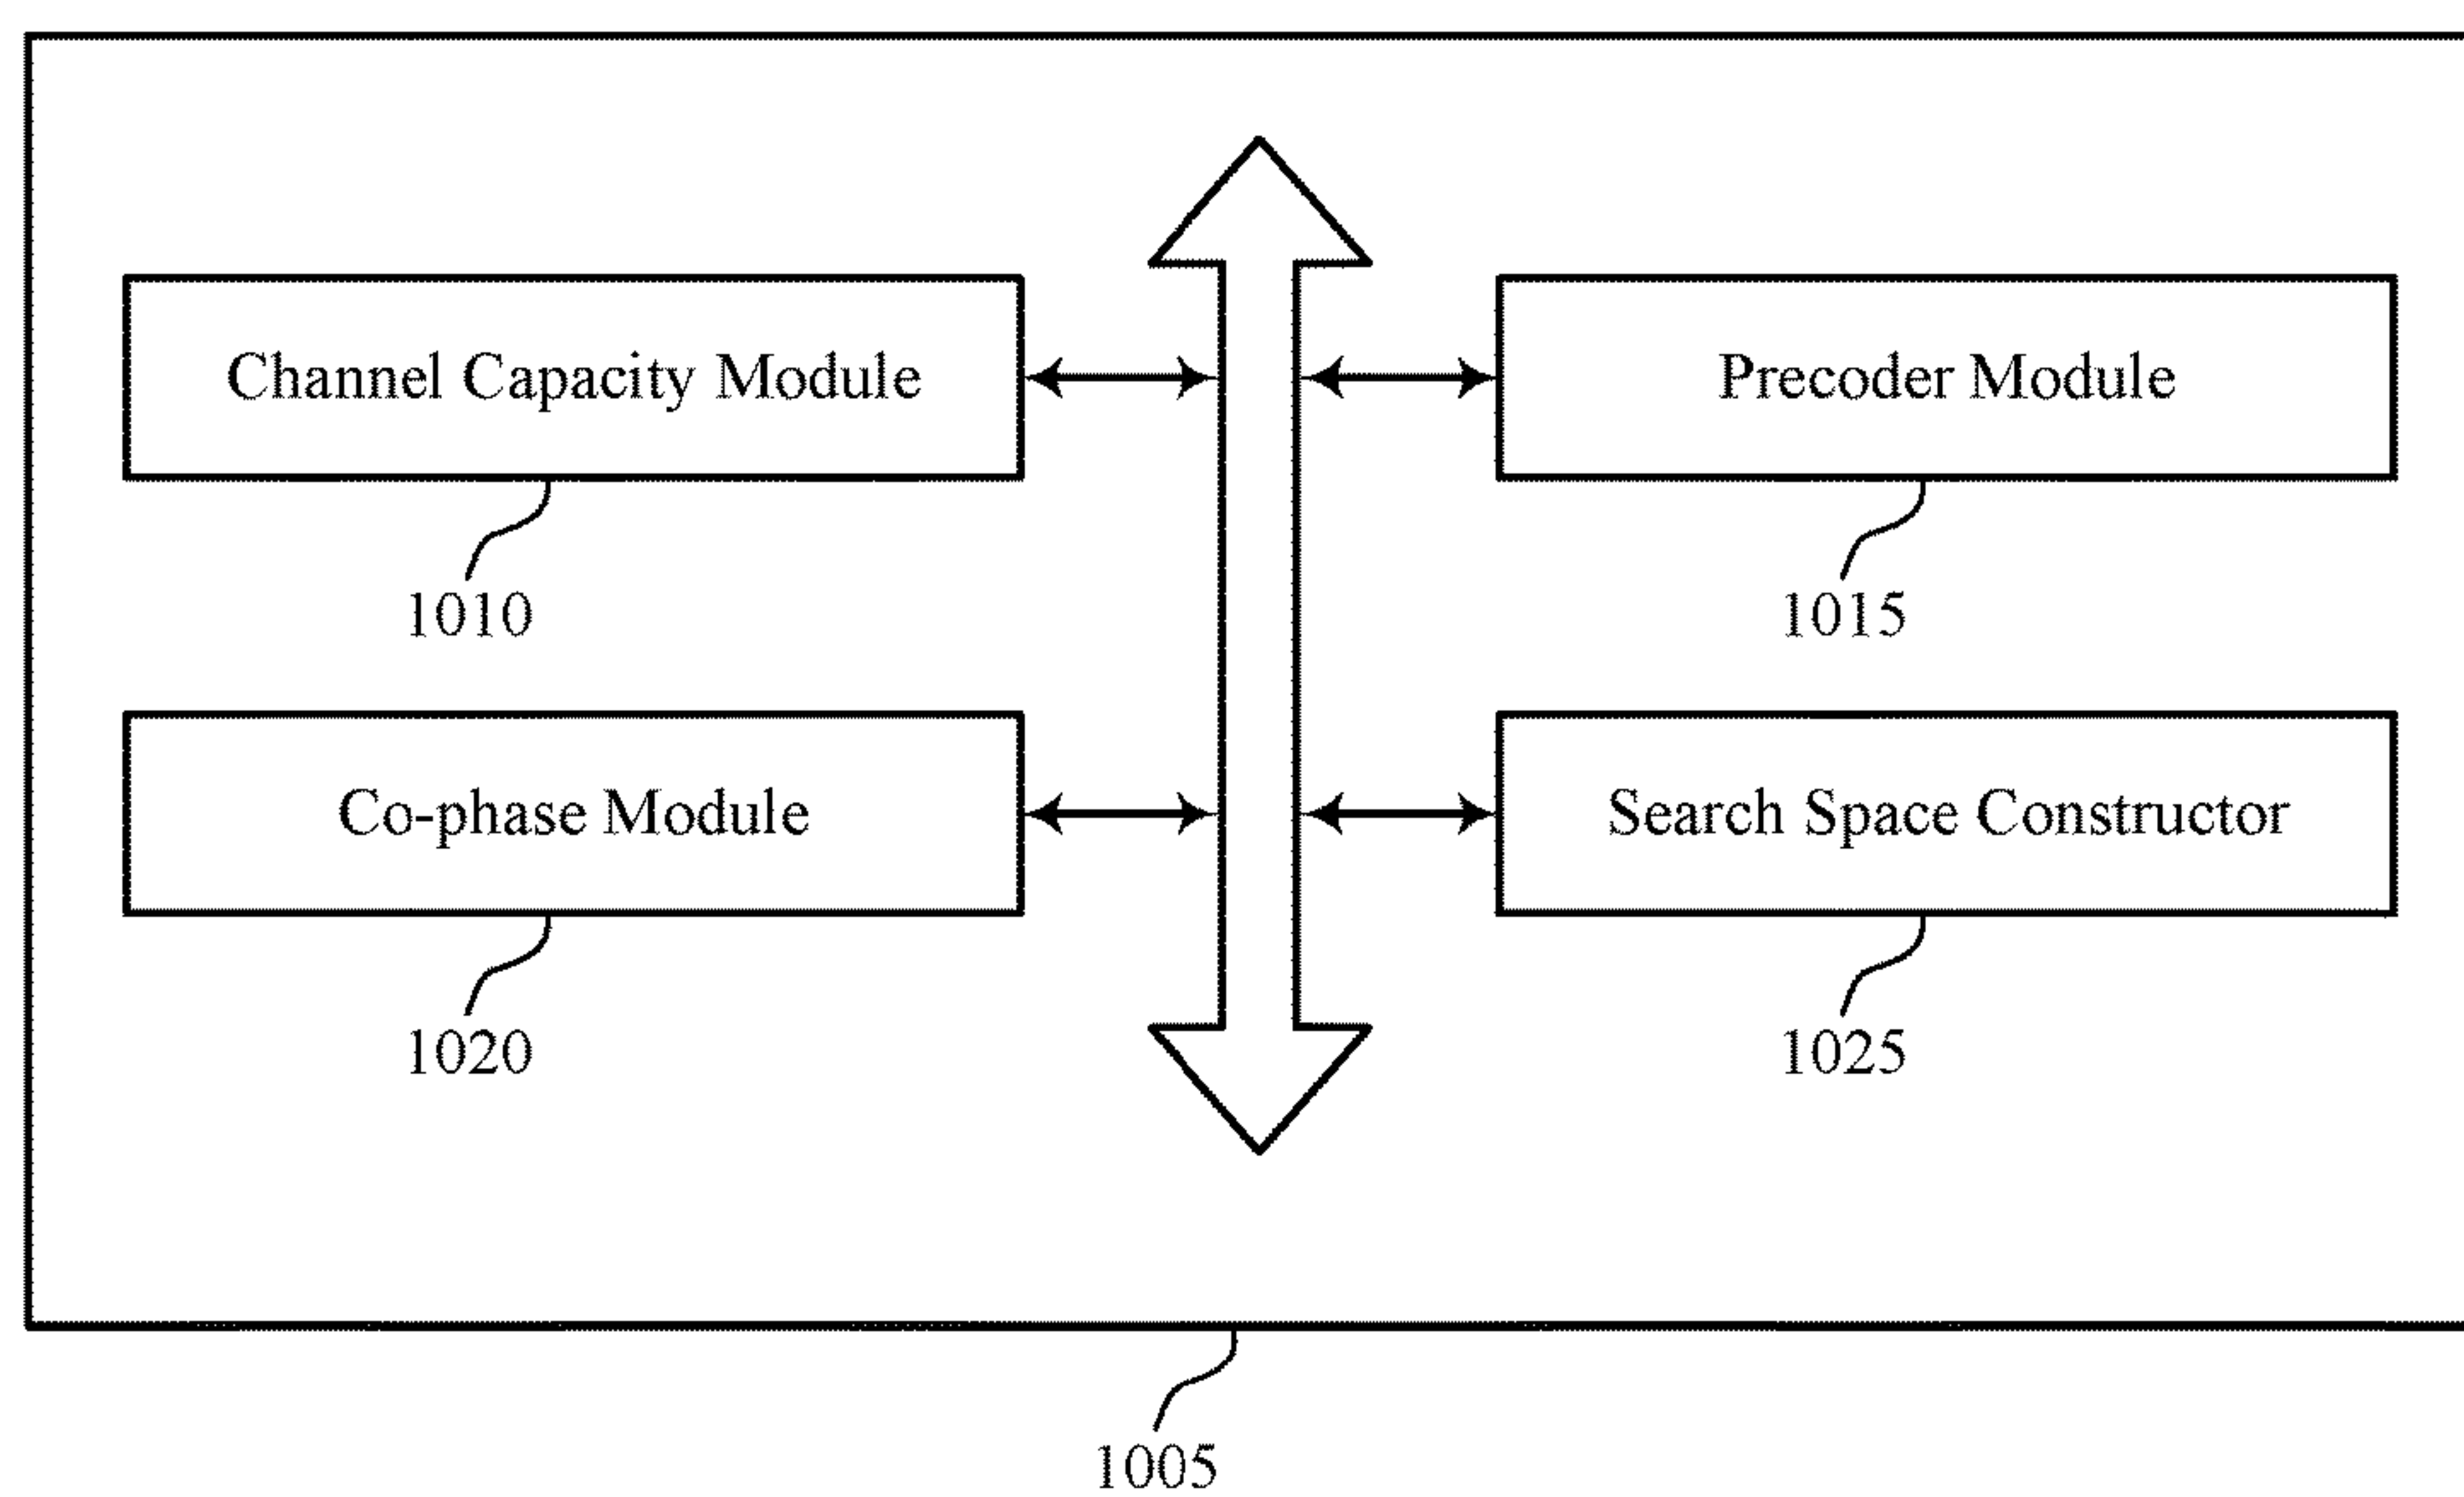 Channel Capacity Module
Precoder Module
1010
1015
Co-phase Module
Search Space Constructor
1020
1025
1005